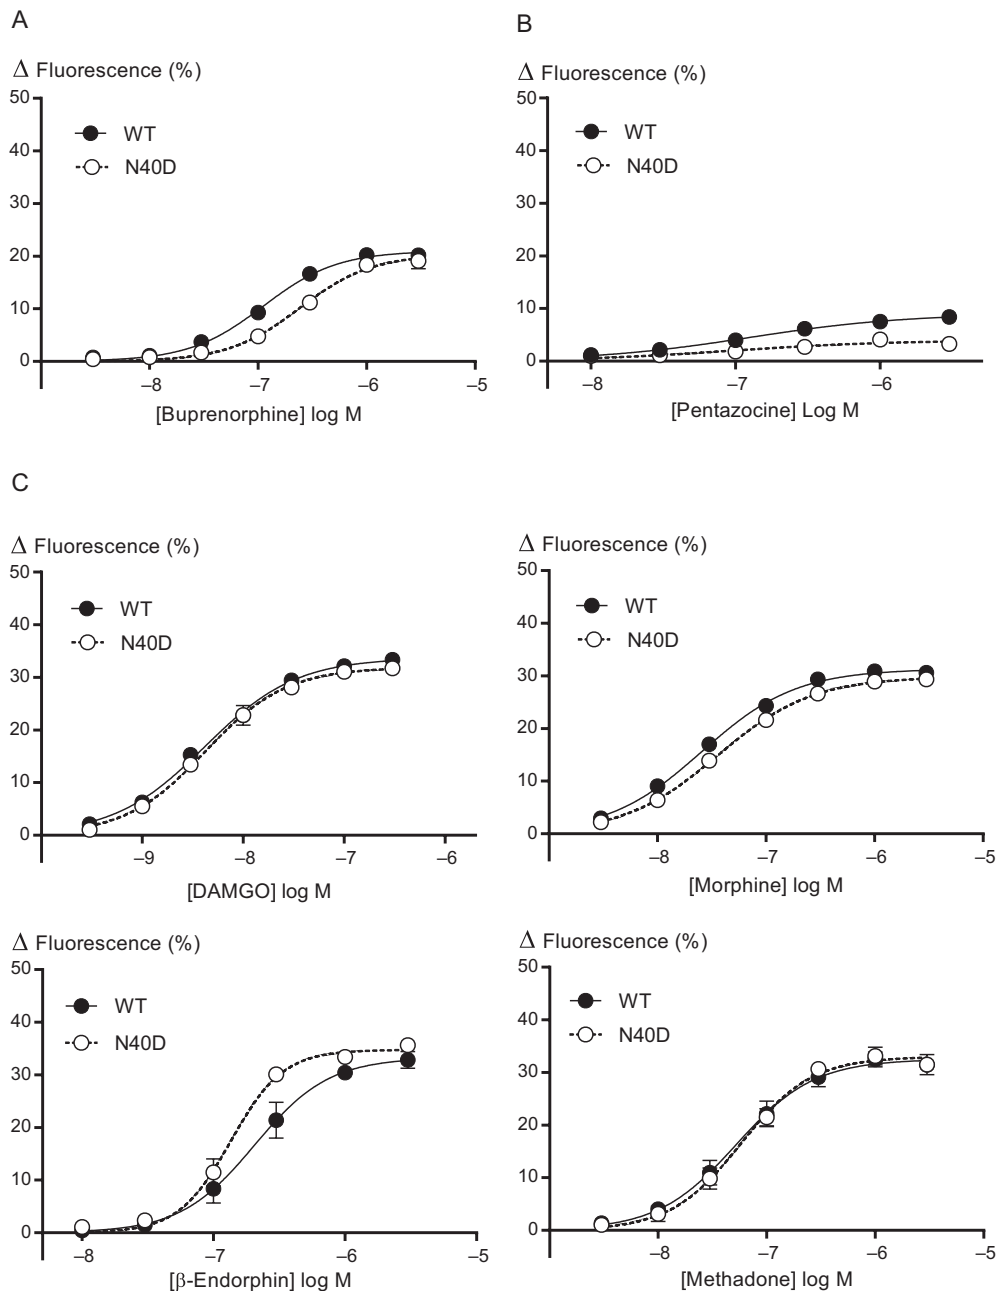 A
Δ Fluorescence (%)
50
40
30
20
10
0
WT
N40D
–8
–7
–6
–5
[Buprenorphine] log M
B
Δ Fluorescence (%)
50
40
30
20
10
0
WT
N40D
–8
–7
–6
[Pentazocine] Log M
C
Δ Fluorescence (%)
50
40
30
20
10
0
WT
N40D
–9
–8
–7
–6
[DAMGO] log M
Δ Fluorescence (%)
50
40
30
20
10
0
WT
N40D
–8
–7
–6
–5
[Morphine] log M
Δ Fluorescence (%)
50
40
30
20
10
0
WT
N40D
–8
–7
–6
–5
[β-Endorphin] log M
Δ Fluorescence (%)
50
40
30
20
10
0
WT
N40D
–8
–7
–6
–5
[Methadone] log M